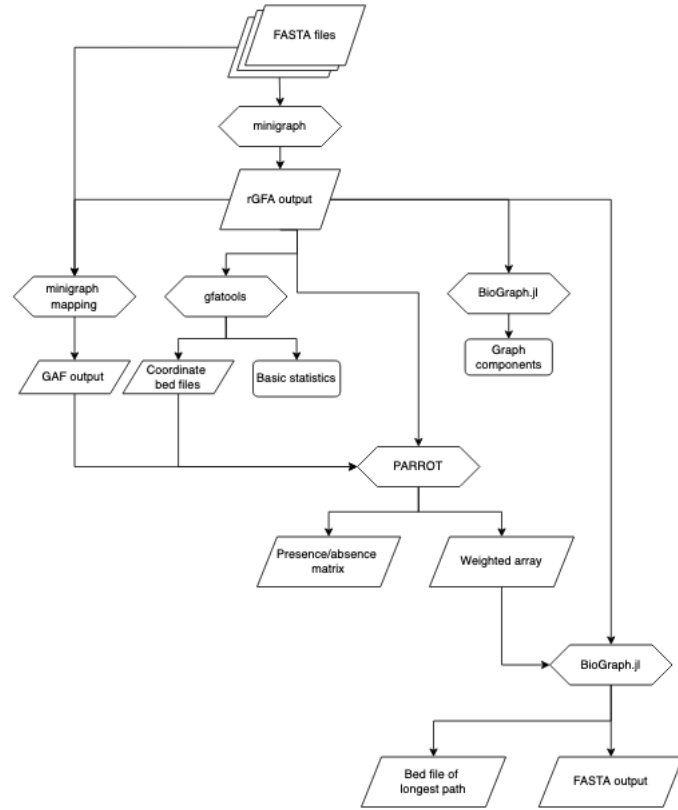 FASTA files
minigraph
rGFA output
minigraph
mapping
gfatools
BioGraph.jl
GAF output
Coordinate
bed files
Basic statistics
Graph
components
PARROT
Presence/absence
matrix
Weighted array
BioGraph.jl
Bed file of
longest path
FASTA output